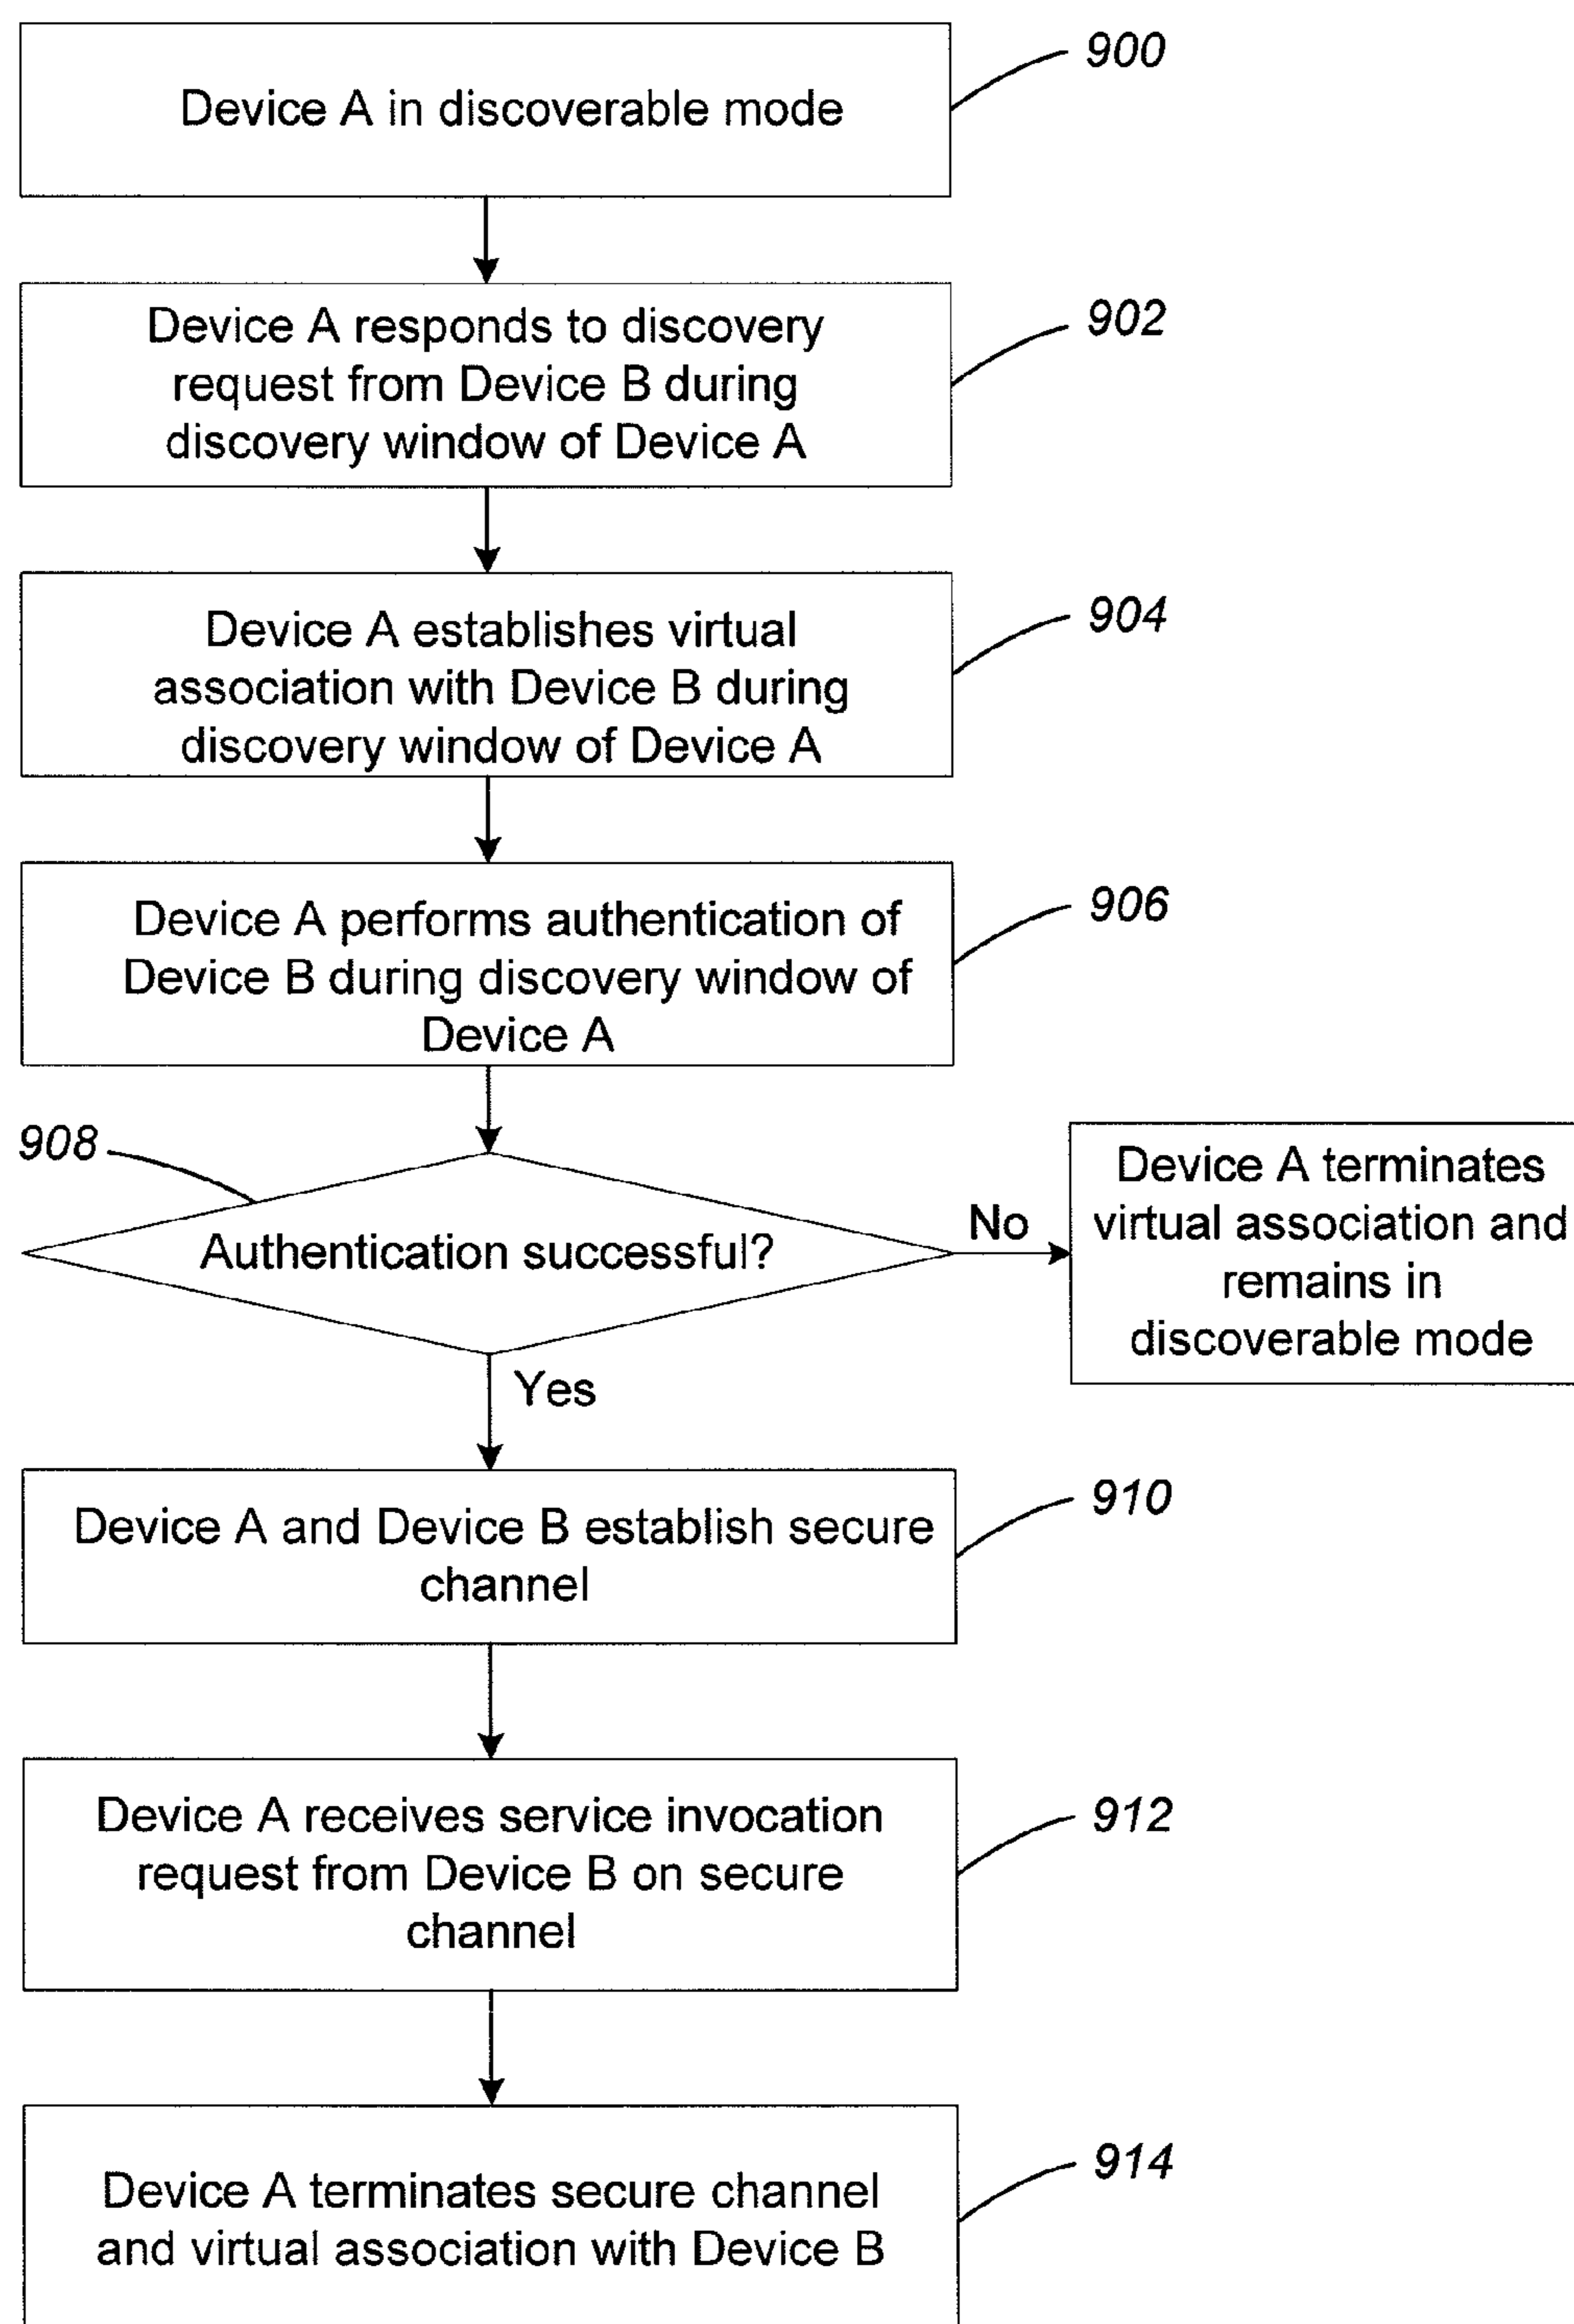 Device A in discoverable mode
900
Device A responds to discovery
request from Device B during
discovery window of Device A
902
Device A establishes virtual
association with Device B during
discovery window of Device A
904
Device A performs authentication of
Device B during discovery window of
Device A
906
908
Authentication successful?
No
Device A terminates
virtual association and
remains in
discoverable mode
Yes
Device A and Device B establish secure
channel
910
Device A receives service invocation
request from Device B on secure
channel
912
Device A terminates secure channel
and virtual association with Device B
914